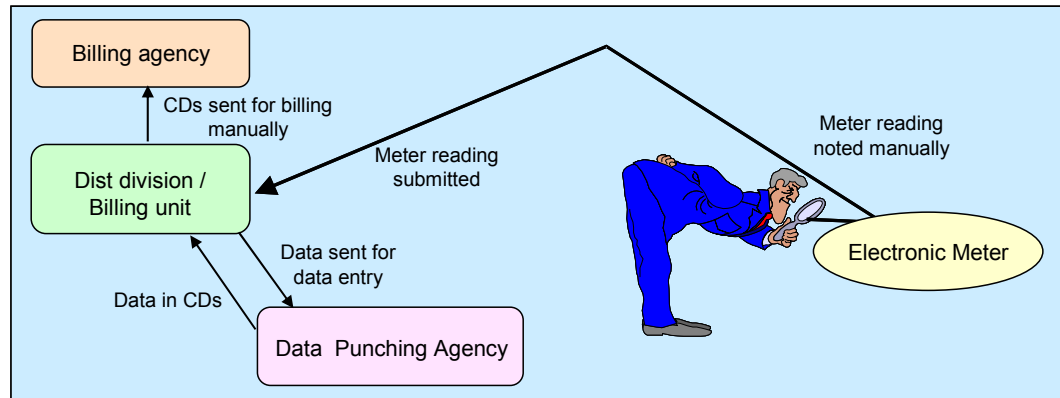 Billing agency
CDs sent for billing
manually
Meter reading
noted manually
Meter reading
submitted
Dist division /
Billing unit
Electronic Meter
Data sent for
data entry
Data in CDs
Data Punching Agency